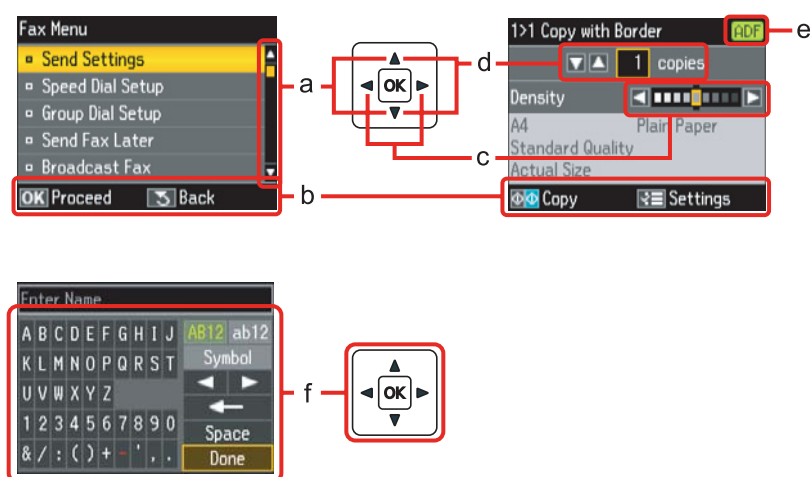 Fax Menu
Send Settings
Speed Dial Setup
Group Dial Setup
Send Fax Later
Broadcast Fax
OK Proceed Back
a
b
OK
c
d
1>1 Copy with Border ADF
1 copies
Density
A4 Plain Paper
Standard Quality
Actual Size
Copy Settings
e
Enter Name
A B C D E F G H I J AB12 ab12
K L M N O P Q R S T Symbol
U V W X Y Z
1 2 3 4 5 6 7 8 9 0 Space
& / : ( ) + - ' , . Done
f
OK